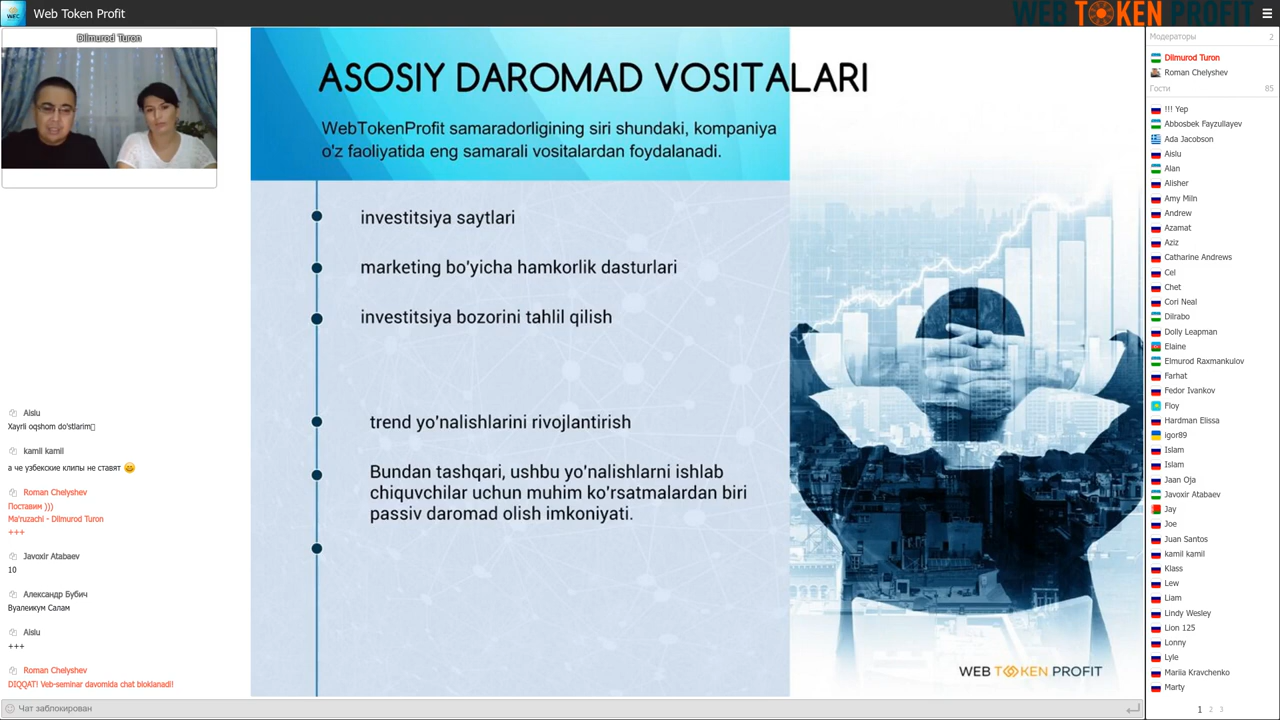 Web Token Profit
WEB TOKEN PROFIT
Dilmurod Turon
ASOSIY DAROMAD VOSITALARI
WebTokenProfit samaradorligining siri shundaki, kompaniya
o'z faoliyatida eng samarali vositalardan foydalanadi.
investitsiya saytlari
marketing bo'yicha hamkorlik dasturlari
investitsiya bozorini tahlil qilish
trend yo'nalishlarini rivojlantirish
Bundan tashqari, ushbu yo'nalishlarni ishlab
chiquvchilar uchun muhim ko'rsatmalardan biri
passiv daromad olish imkoniyati.
WEB TOKEN PROFIT
Aislu
Xayrli oqshom do'stlarim
kamil kamil
а че узбекские клипы не ставят
Roman Chelyshev
Поставим )))
Ma'ruzachi - Dilmurod Turon
+++
Javoxir Atabaev
10
Александр Бубич
Вуалеикум Салам
Aislu
+++
Roman Chelyshev
DIQQAT! Veb-seminar davomida chat bloklanadi!
Чат заблокирован
Модераторы 2
Dilmurod Turon
Roman Chelyshev
Гости 85
!!! Yep
Abbosbek Fayzullayev
Ada Jacobson
Aislu
Alan
Alisher
Amy Miln
Andrew
Azamat
Aziz
Catharine Andrews
Cel
Chet
Cori Neal
Dilrabo
Dolly Leapman
Elaine
Elmurod Raxmankulov
Farhat
Fedor Ivankov
Floy
Hardman Elissa
igor89
Islam
Islam
Jaan Oja
Javoxir Atabaev
Jay
Joe
Juan Santos
kamil kamil
Klass
Lew
Liam
Lindy Wesley
Lion 125
Lonny
Lyle
Mariia Kravchenko
Marty
1 2 3